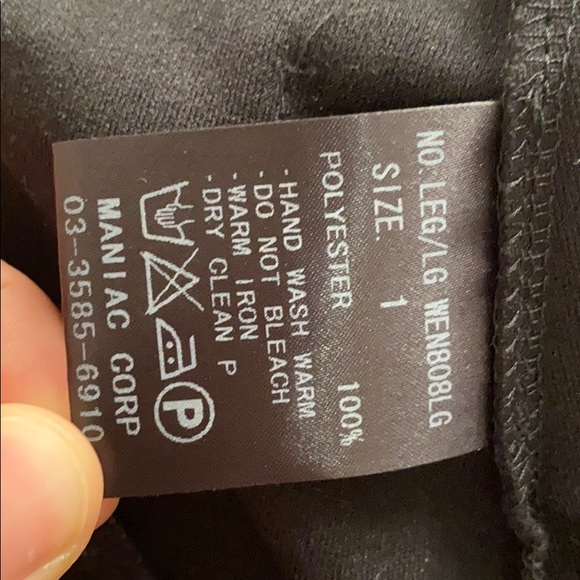 NO.LEG/LG WEN808LG
SIZE. 1
POLYESTER 100%
·HAND WASH WARM
·DO NOT BLEACH
·WARM IRON
·DRY CLEAN P
P
MANIAC CORP
03-3585-6910